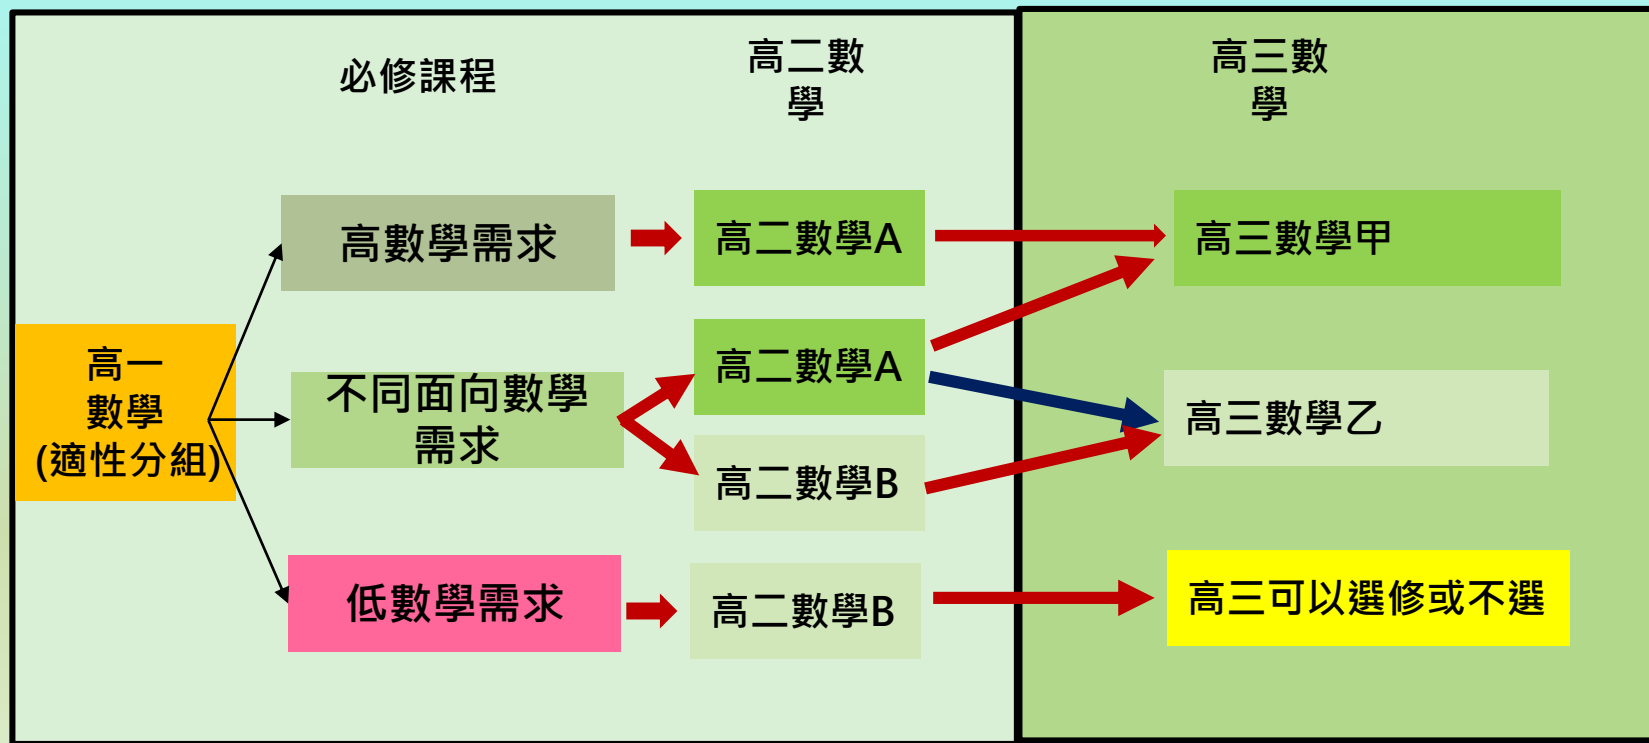 必修課程
高二數
學
高三數
學
高一
數學
(適性分組)
高數學需求
高二數學A
高三數學甲
不同面向數學
需求
高二數學A
高二數學B
高三數學乙
低數學需求
高二數學B
高三可以選修或不選